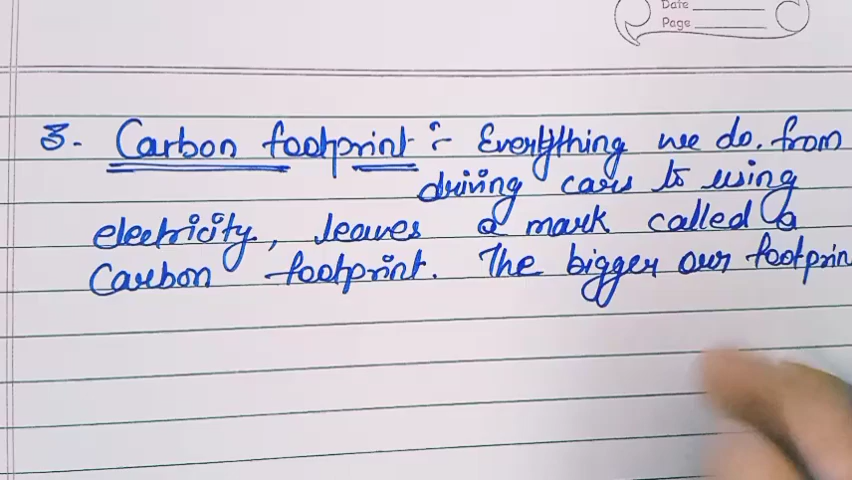 Date
Page
3. Carbon footprint :- Everything we do. from
driving cars to using
electricity, leaves a mark called a
Carbon footprint. The bigger our footprin